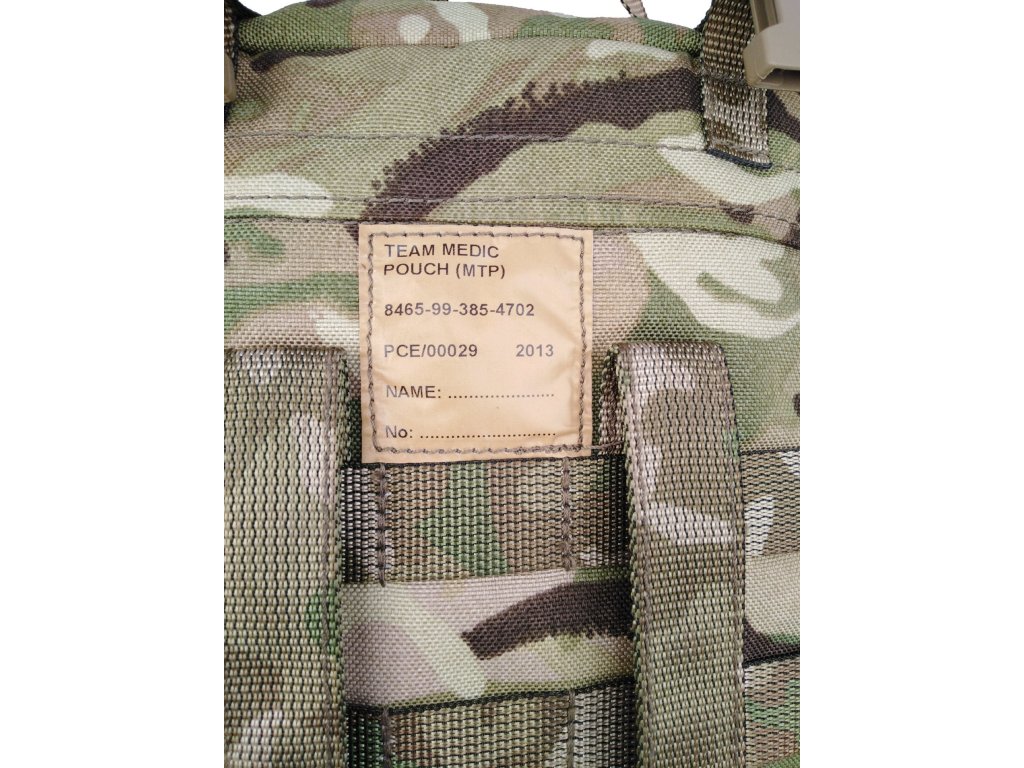 TEAM MEDIC
POUCH (MTP)
8465-99-385-4702
PCE/00029 2013
NAME: .....................
No: ...........................